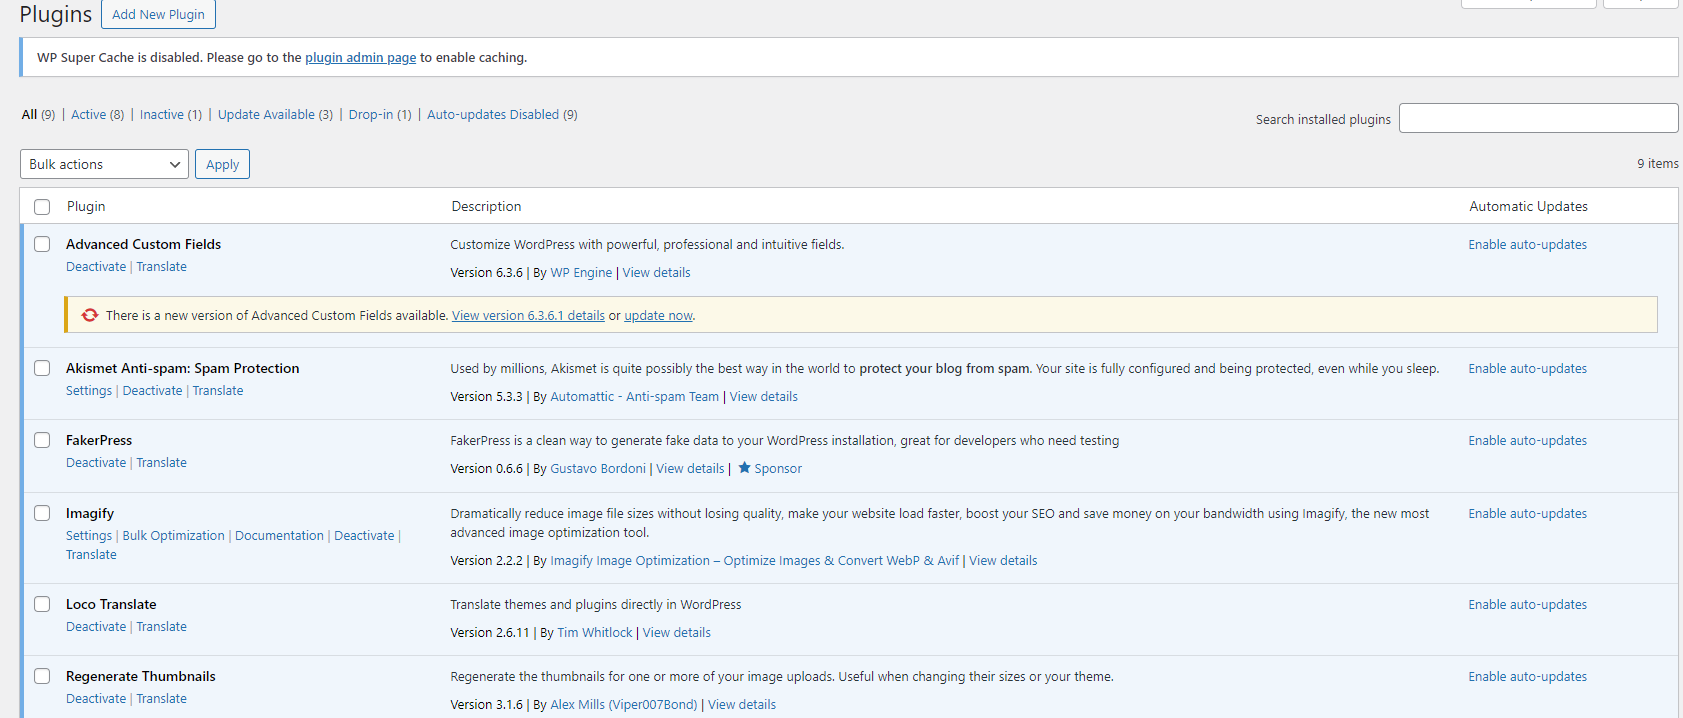 Plugins Add New Plugin
WP Super Cache is disabled. Please go to the plugin admin page to enable caching.
All (9) | Active (8) | Inactive (1) | Update Available (3) | Drop-in (1) | Auto-updates Disabled (9)
Search installed plugins
Bulk actions Apply
9 items
Plugin Description Automatic Updates
Advanced Custom Fields Customize WordPress with powerful, professional and intuitive fields. Enable auto-updates
Deactivate | Translate Version 6.3.6 | By WP Engine | View details
There is a new version of Advanced Custom Fields available. View version 6.3.6.1 details or update now.
Akismet Anti-spam: Spam Protection Used by millions, Akismet is quite possibly the best way in the world to protect your blog from spam. Your site is fully configured and being protected, even while you sleep. Enable auto-updates
Settings | Deactivate | Translate Version 5.3.3 | By Automattic - Anti-spam Team | View details
FakerPress FakerPress is a clean way to generate fake data to your WordPress installation, great for developers who need testing Enable auto-updates
Deactivate | Translate Version 0.6.6 | By Gustavo Bordoni | View details | ★ Sponsor
Imagify Dramatically reduce image file sizes without losing quality, make your website load faster, boost your SEO and save money on your bandwidth using Imagify, the new most Enable auto-updates
Settings | Bulk Optimization | Documentation | Deactivate | advanced image optimization tool.
Translate Version 2.2.2 | By Imagify Image Optimization – Optimize Images & Convert WebP & Avif | View details
Loco Translate Translate themes and plugins directly in WordPress Enable auto-updates
Deactivate | Translate Version 2.6.11 | By Tim Whitlock | View details
Regenerate Thumbnails Regenerate the thumbnails for one or more of your image uploads. Useful when changing their sizes or your theme. Enable auto-updates
Deactivate | Translate Version 3.1.6 | By Alex Mills (Viper007Bond) | View details